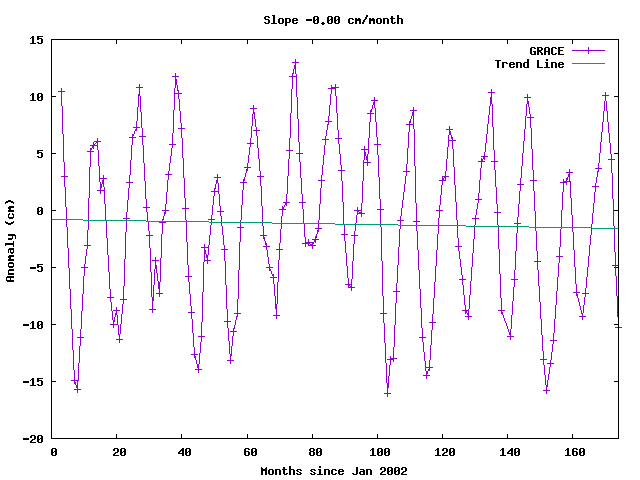 Slope -0.00 cm/month
GRACE
Trend Line
15
10
5
0
-5
-10
-15
-20
Anomaly (cm)
0 20 40 60 80 100 120 140 160
Months since Jan 2002